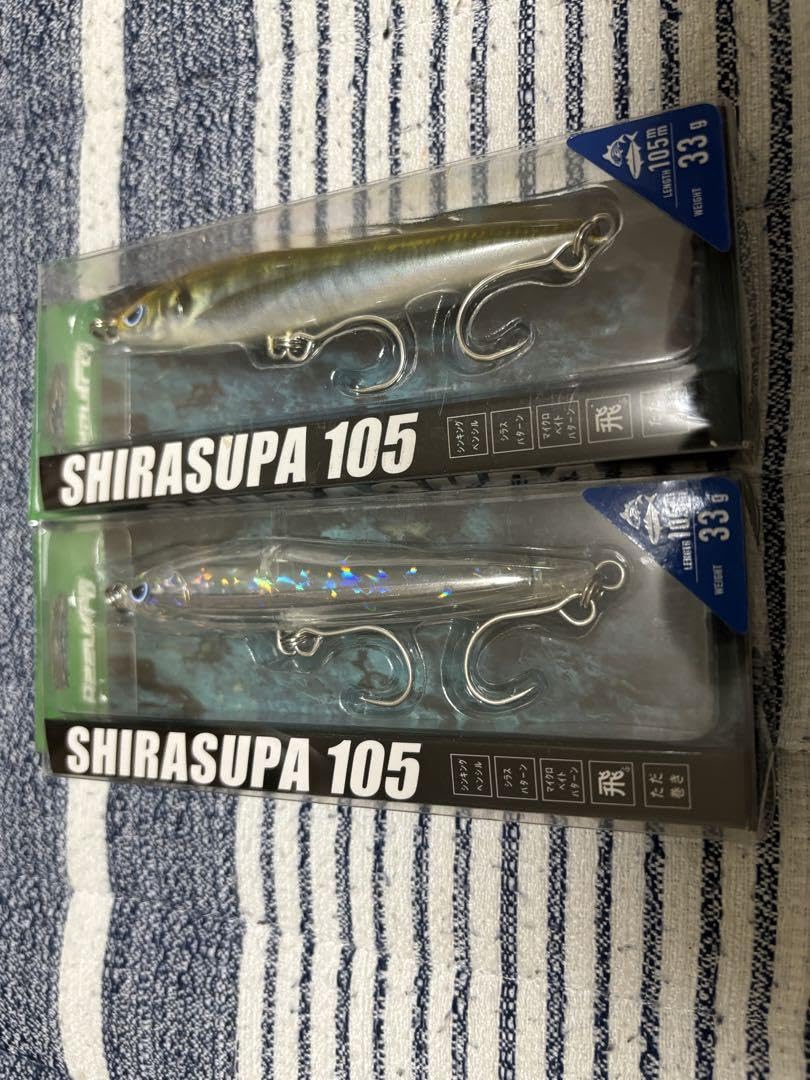 LENGTH 105mm
WEIGHT 33g
SHIRASUPA 105
シンキング
ペンシル
シラス
パターン
マイクロ
ベイト
パターン
飛
LENGTH
WEIGHT 33g
SHIRASUPA 105
シンキング
ペンシル
シラス
パターン
マイクロ
ベイト
パターン
飛
ただ
巻き